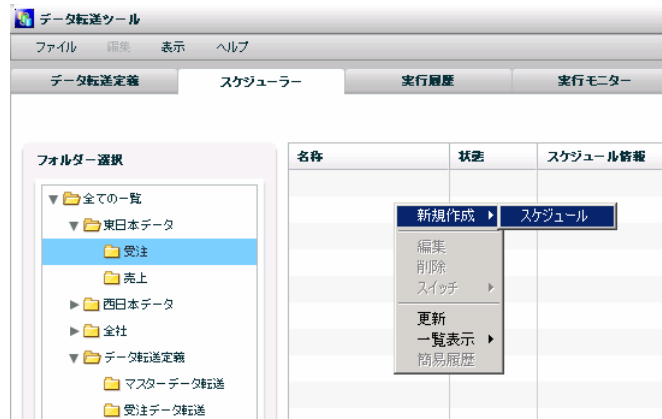 データ転送ツール
ファイル 編集 表示 ヘルプ
データ転送定義 スケジューラー 実行履歴 実行モニター
フォルダー選択
名称 状態 スケジュール情報
全ての一覧
東日本データ
受注
売上
西日本データ
全社
データ転送定義
マスターデータ転送
受注データ転送
新規作成 スケジュール
編集
削除
スイッチ
更新
一覧表示
簡易履歴